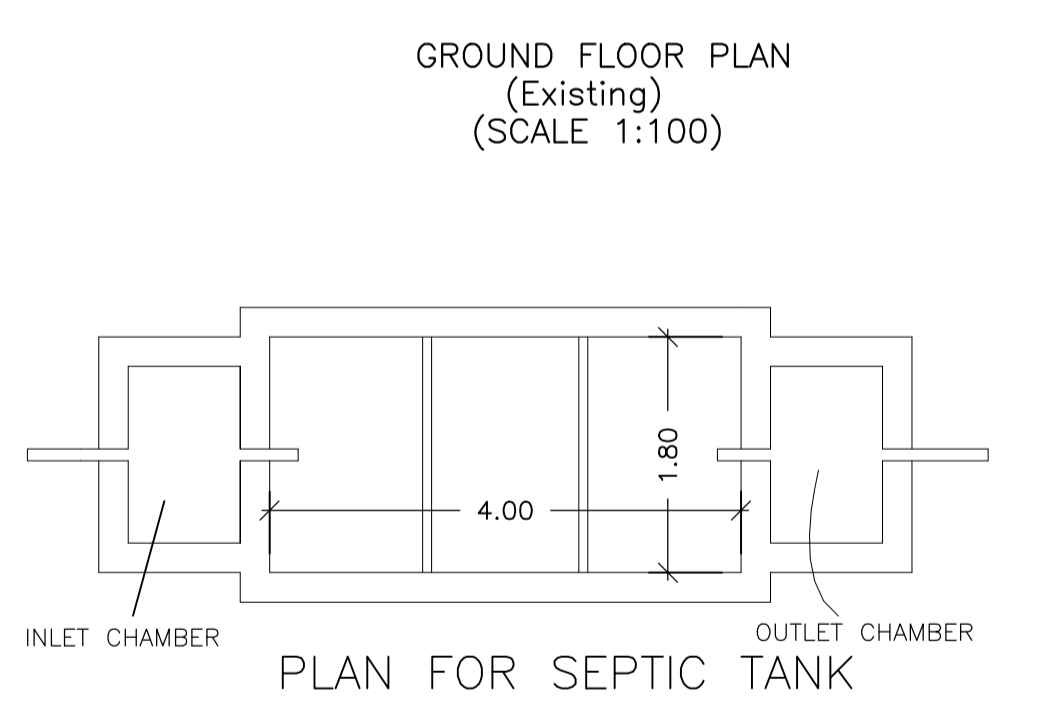 GROUND FLOOR PLAN
(Existing)
(SCALE 1:100)
1.80
4.00
INLET CHAMBER
OUTLET CHAMBER
PLAN FOR SEPTIC TANK